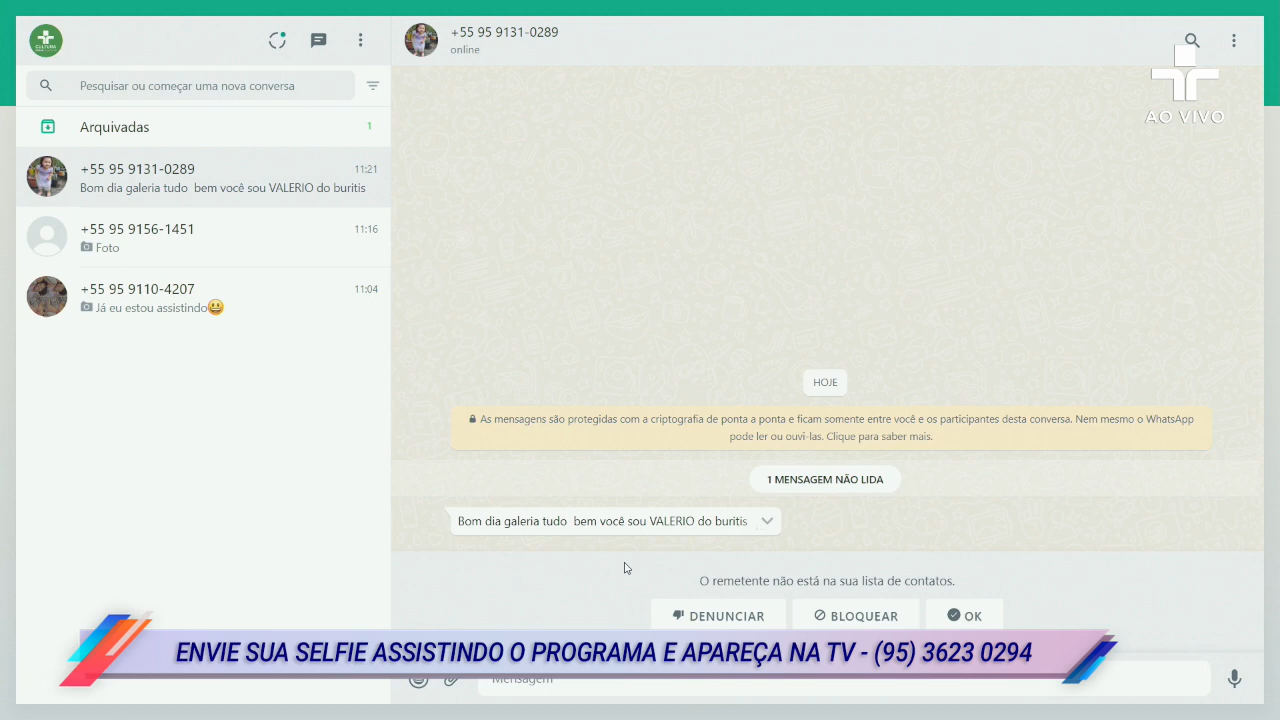 CULTURA
Pesquisar ou começar uma nova conversa
Arquivadas
1
+55 95 9131-0289
11:21
Bom dia galeria tudo  bem você sou VALERIO do buritis
+55 95 9156-1451
11:16
Foto
+55 95 9110-4207
11:04
Já eu estou assistindo😃
+55 95 9131-0289
online
AO VIVO
HOJE
As mensagens são protegidas com a criptografia de ponta a ponta e ficam somente entre você e os participantes desta conversa. Nem mesmo o WhatsApp
pode ler ou ouvi-las. Clique para saber mais.
1 MENSAGEM NÃO LIDA
Bom dia galeria tudo  bem você sou VALERIO do buritis
O remetente não está na sua lista de contatos.
DENUNCIAR
BLOQUEAR
OK
ENVIE SUA SELFIE ASSISTINDO O PROGRAMA E APAREÇA NA TV - (95) 3623 0294
Mensagem